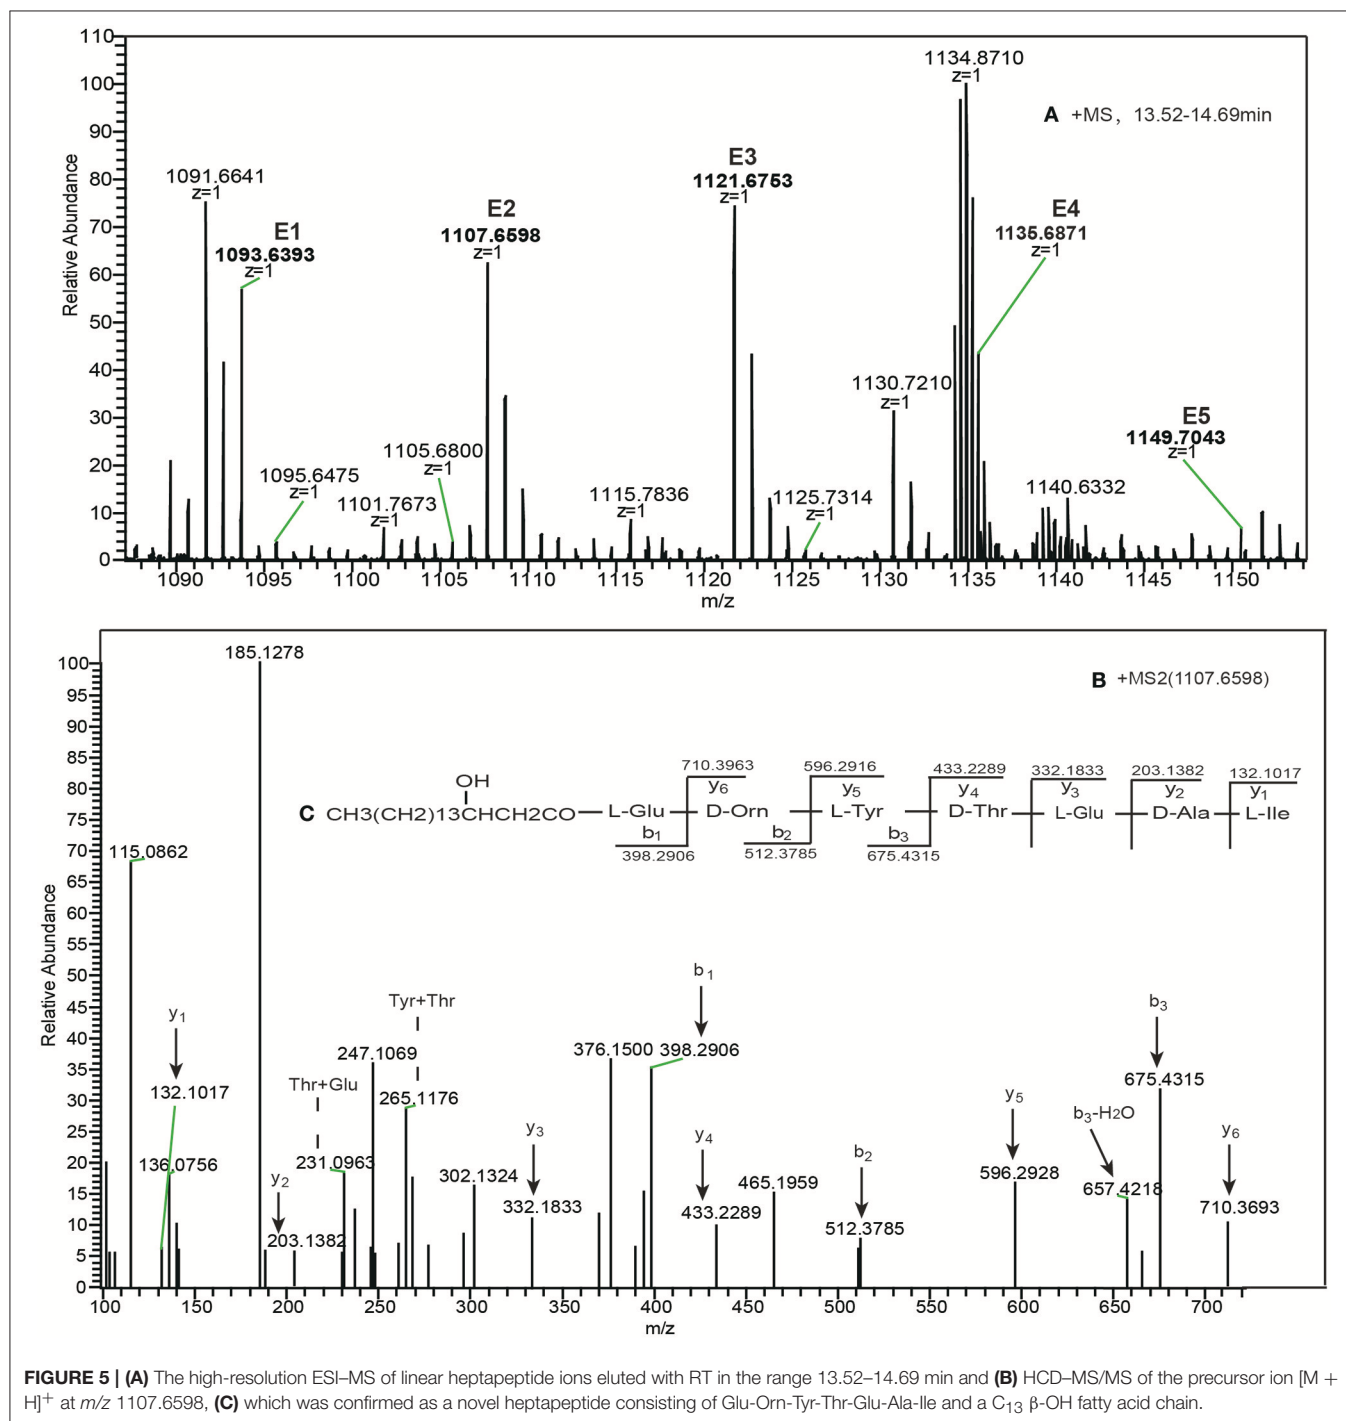 110
100
90
80
70
60
50
40
30
20
10
0
Relative Abundance
1134.8710
z=1
A +MS, 13.52-14.69min
1091.6641
z=1
E1
1093.6393
z=1
E2
1107.6598
z=1
E3
1121.6753
z=1
E4
1135.6871
z=1
1130.7210
z=1
E5
1149.7043
z=1
1095.6475
z=1
1101.7673
z=1
1105.6800
z=1
1115.7836
z=1
1125.7314
z=1
1140.6332
1090 1095 1100 1105 1110 1115 1120 1125 1130 1135 1140 1145 1150
m/z
100
95
90
85
80
75
70
65
60
55
50
45
40
35
30
25
20
15
10
5
0
Relative Abundance
185.1278
B +MS2(1107.6598)
710.3963 596.2916 433.2289 332.1833 203.1382 132.1017
y6 y5 y4 y3 y2 y1
OH
C CH3(CH2)13CHCH2CO L-Glu D-Orn L-Tyr D-Thr L-Glu D-Ala L-Ile
b1 b2 b3
398.2906 512.3785 675.4315
115.0862
y1
132.1017
136.0756
y2
203.1382
Thr+Glu
231.0963
247.1069
Tyr+Thr
265.1176
302.1324
y3
332.1833
376.1500
b1
398.2906
y4
433.2289
465.1959
b2
512.3785
y5
596.2928
b3-H2O
657.4218
b3
675.4315
y6
710.3693
100 150 200 250 300 350 400 450 500 550 600 650 700
m/z
FIGURE 5 | (A) The high-resolution ESI–MS of linear heptapeptide ions eluted with RT in the range 13.52–14.69 min and (B) HCD–MS/MS of the precursor ion [M +
H]+ at m/z 1107.6598, (C) which was confirmed as a novel heptapeptide consisting of Glu-Orn-Tyr-Thr-Glu-Ala-Ile and a C13 β-OH fatty acid chain.